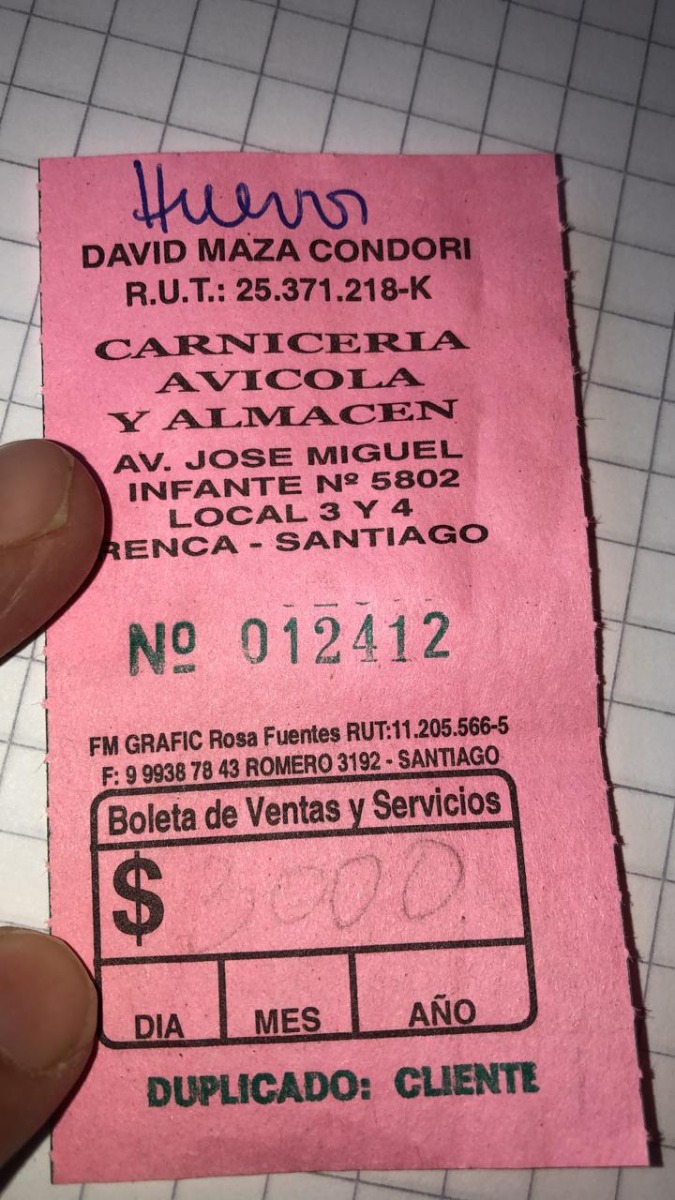 Huevos
DAVID MAZA CONDORI
R.U.T.: 25.371.218-K
CARNICERIA
AVICOLA
Y ALMACEN
AV. JOSE MIGUEL
INFANTE Nº 5802
LOCAL 3 Y 4
RENCA - SANTIAGO
Nº 012412
FM GRAFIC Rosa Fuentes RUT:11.205.566-5
F: 9 9938 78 43 ROMERO 3192 - SANTIAGO
Boleta de Ventas y Servicios
$ 3000
DIA MES AÑO
DUPLICADO: CLIENTE